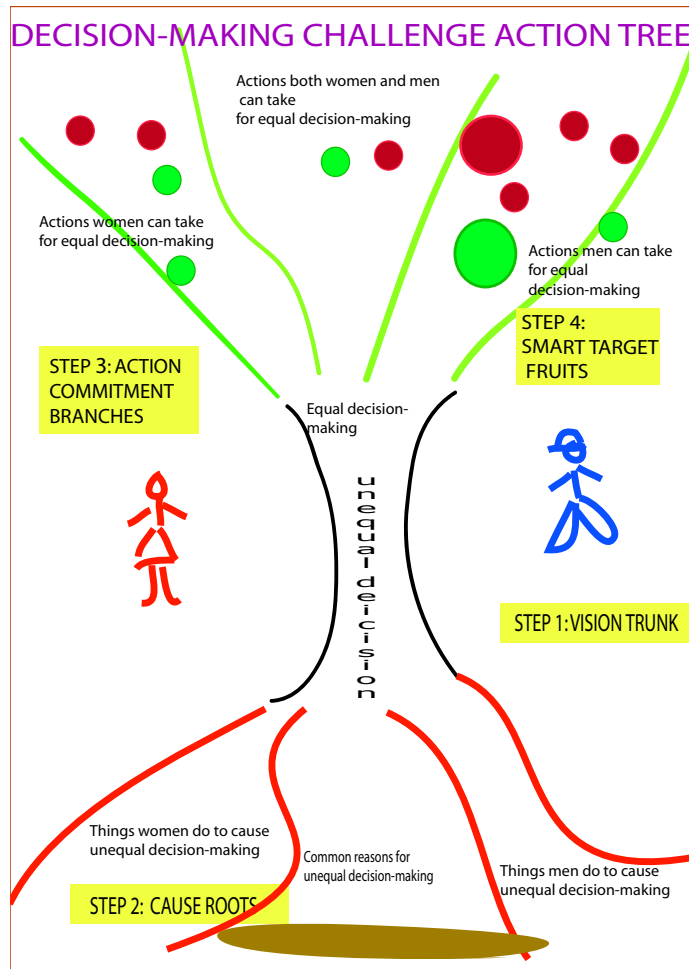 DECISION-MAKING CHALLENGE ACTION TREE
Actions both women and men
can take
for equal decision-making
Actions women can take
for equal decision-making
Actions men can take
for equal
decision-making
STEP 4:
SMART TARGET
FRUITS
STEP 3: ACTION
COMMITMENT
BRANCHES
Equal decision-
making
unequal deicision
STEP 1: VISION TRUNK
Things women do to cause
unequal decision-making
Common reasons for
unequal decision-making
Things men do to cause
unequal decision-making
STEP 2: CAUSE ROOTS